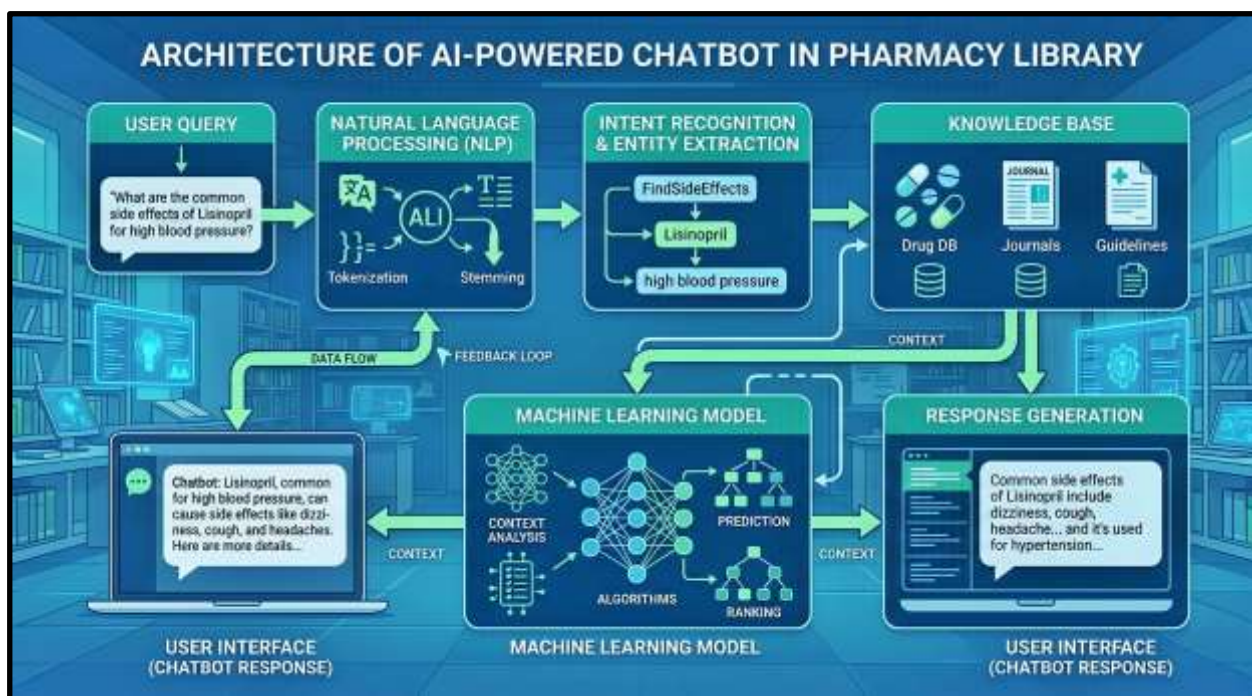 ARCHITECTURE OF AI-POWERED CHATBOT IN PHARMACY LIBRARY
USER QUERY
"What are the common
side effects of Lisinopril
for high blood pressure?
NATURAL LANGUAGE
PROCESSING (NLP)
ALI
Tokenization
Stemming
INTENT RECOGNITION
& ENTITY EXTRACTION
FindSideEffects
Lisinopril
high blood pressure
KNOWLEDGE BASE
JOURNAL
Drug DB
Journals
Guidelines
DATA FLOW
FEEDBACK LOOP
CONTEXT
Chatbot: Lisinopril, common
for high blood pressure, can
cause side effects like dizzi-
ness, cough, and headaches.
Here are more details...
USER INTERFACE
(CHATBOT RESPONSE)
CONTEXT
MACHINE LEARNING MODEL
CONTEXT
ANALYSIS
ALGORITHMS
PREDICTION
RANKING
MACHINE LEARNING MODEL
CONTEXT
RESPONSE GENERATION
Common side effects
of Lisinopril include
dizziness, cough,
headache... and it's used
for hypertension...
USER INTERFACE
(CHATBOT RESPONSE)